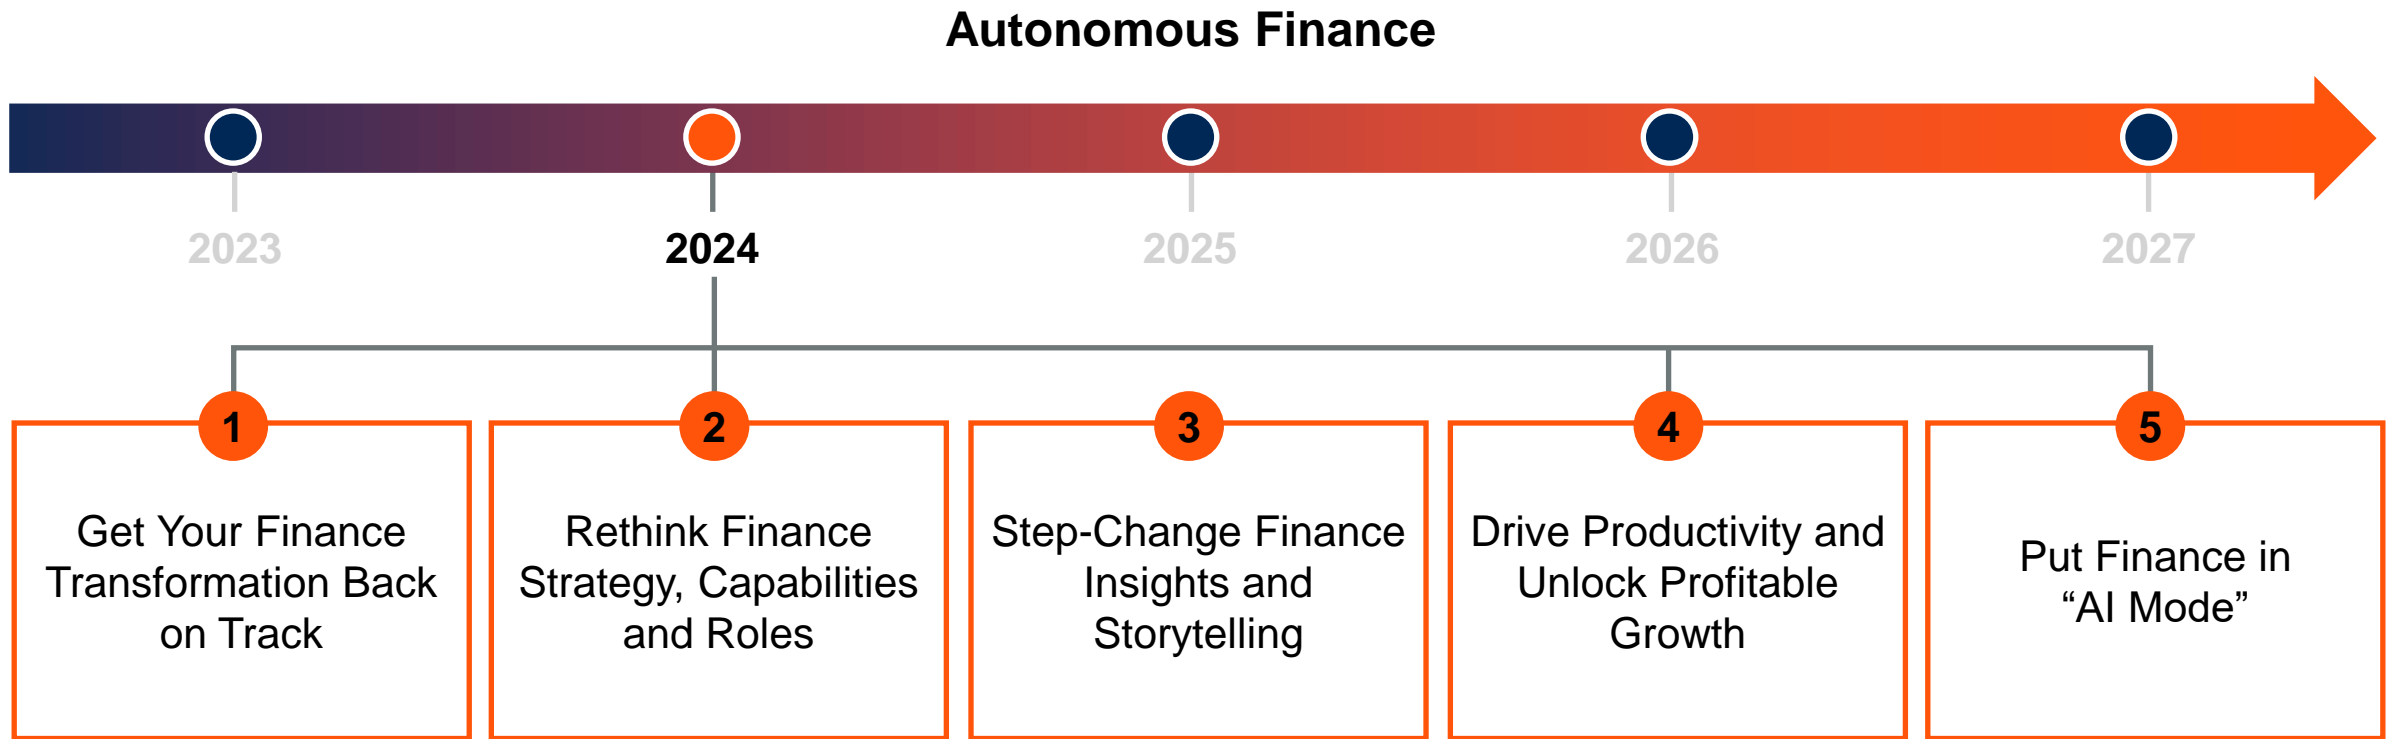 Autonomous Finance
2023
2024
2025
2026
2027
1
Get Your Finance
Transformation Back
on Track
2
Rethink Finance
Strategy, Capabilities
and Roles
3
Step-Change Finance
Insights and
Storytelling
4
Drive Productivity and
Unlock Profitable
Growth
5
Put Finance in
“AI Mode”